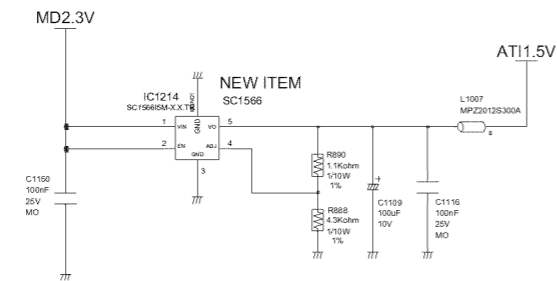 MD2.3V
ATI1.5V
NEW ITEM
IC1214
SC1566I5M-X.X.TR
SC1566
L1007
MPZ2012S300A
GND
1
VIN
VO
5
2
EN
ADJ
4
GND
3
8
R890
1.1Kohm
1/10W
1%
C1150
100nF
25V
MO
R888
4.3Kohm
1/10W
1%
C1109
100uF
10V
C1116
100nF
25V
MO